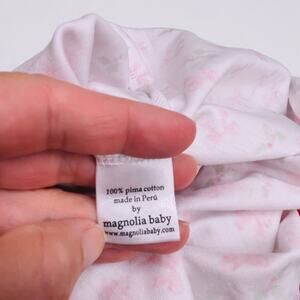 100% pima cotton
made in Perú
by
magnolia baby
www.magnoliababy.com